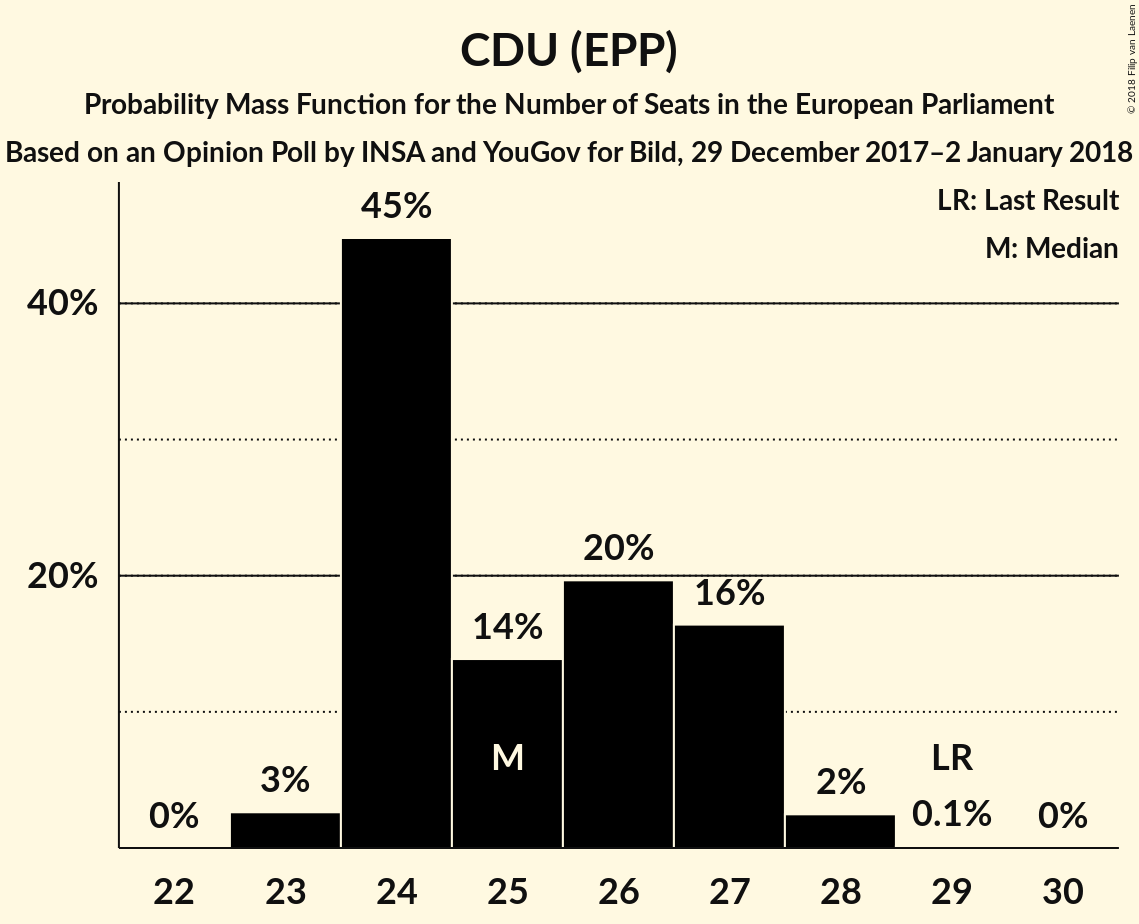 CDU (EPP)
Probability Mass Function for the Number of Seats in the European Parliament
Based on an Opinion Poll by INSA and YouGov for Bild, 29 December 2017–2 January 2018
© 2018 Filip van Laenen
LR: Last Result
M: Median
45%
40%
20%
20%
16%
14%
M
LR
3%
2%
0%
0.1%
0%
22 23 24 25 26 27 28 29 30